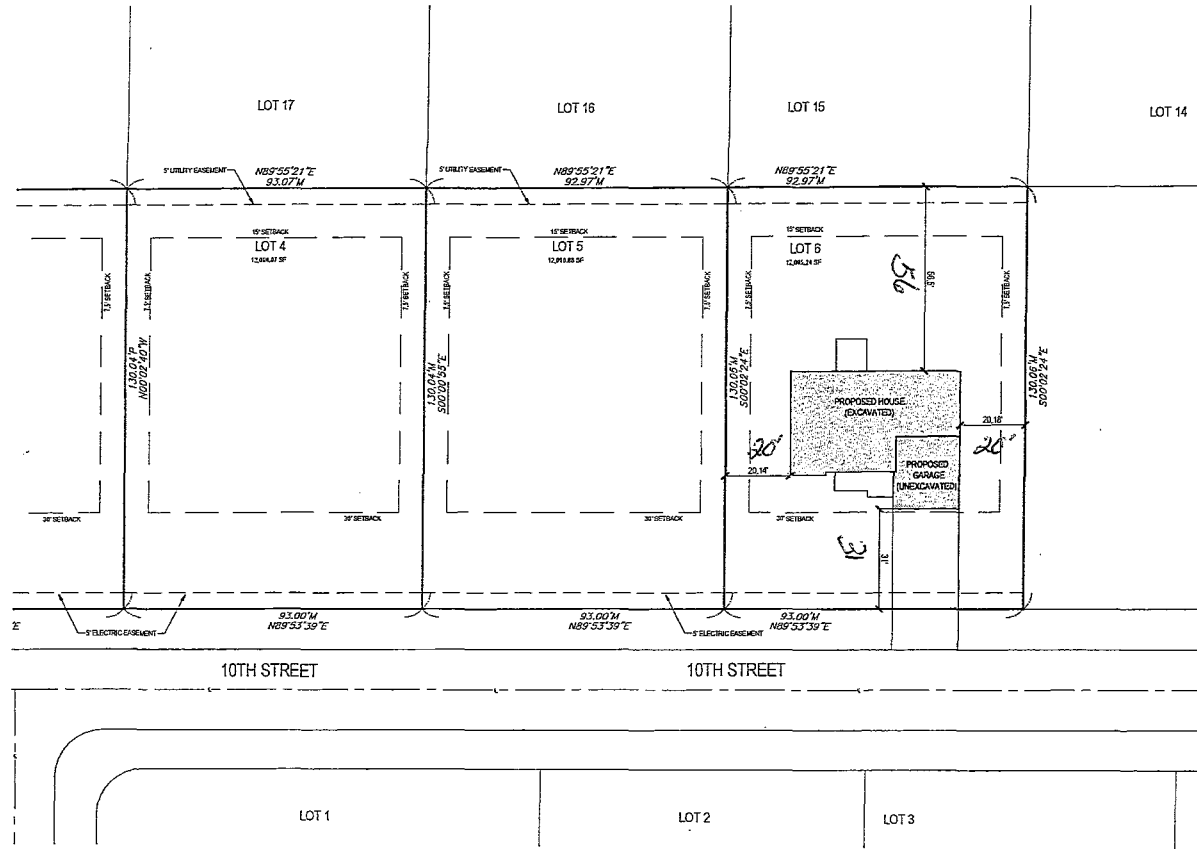 LOT 17
LOT 16
LOT 15
LOT 14
5' UTILITY EASEMENT
N89°55'21"E
93.07'M
5' UTILITY EASEMENT
N89°55'21"E
92.97'M
N89°55'21"E
92.97'M
15' SETBACK
LOT 4
15' SETBACK
LOT 5
15' SETBACK
LOT 6
7.5' SETBACK
7.5' SETBACK
7.5' SETBACK
7.5' SETBACK
7.5' SETBACK
7.5' SETBACK
7.5' SETBACK
56
130.04'P
N00°02'40"W
130.04'M
S00°00'55"E
130.05'M
S00°02'24"E
130.06'M
S00°02'24"E
PROPOSED HOUSE
(EXCAVATED)
20'
20.14'
20.16'
20'
PROPOSED
GARAGE
(UNEXCAVATED)
30' SETBACK
30' SETBACK
30' SETBACK
30' SETBACK
30' SETBACK
31
31'
"E
5' ELECTRIC EASEMENT
93.00'M
N89°53'39"E
93.00'M
N89°53'39"E
5' ELECTRIC EASEMENT
93.00'M
N89°53'39"E
10TH STREET
10TH STREET
LOT 1
LOT 2
LOT 3